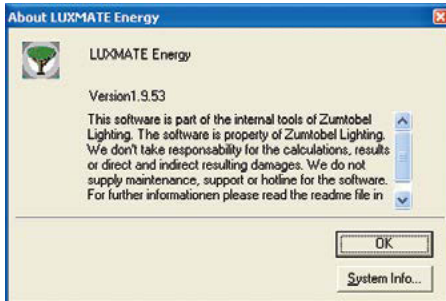 About LUXMATE Energy
LUXMATE Energy
Version1.9.53
This software is part of the internal tools of Zumtobel
Lighting. The software is property of Zumtobel Lighting.
We don't take responsability for the calculations, results
or direct and indirect resulting damages. We do not
supply maintenance, support or hotline for the software.
For further informationen please read the readme file in
OK
System Info...